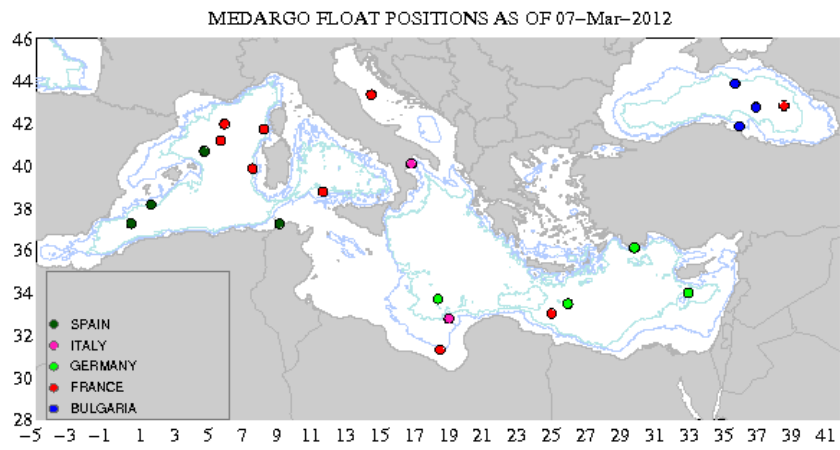 MEDARGO FLOAT POSITIONS AS OF 07-Mar-2012
46
44
42
40
38
36
34
32
30
28
SPAIN
ITALY
GERMANY
FRANCE
BULGARIA
-5 -3 -1 1 3 5 7 9 11 13 15 17 19 21 23 25 27 29 31 33 35 37 39 41